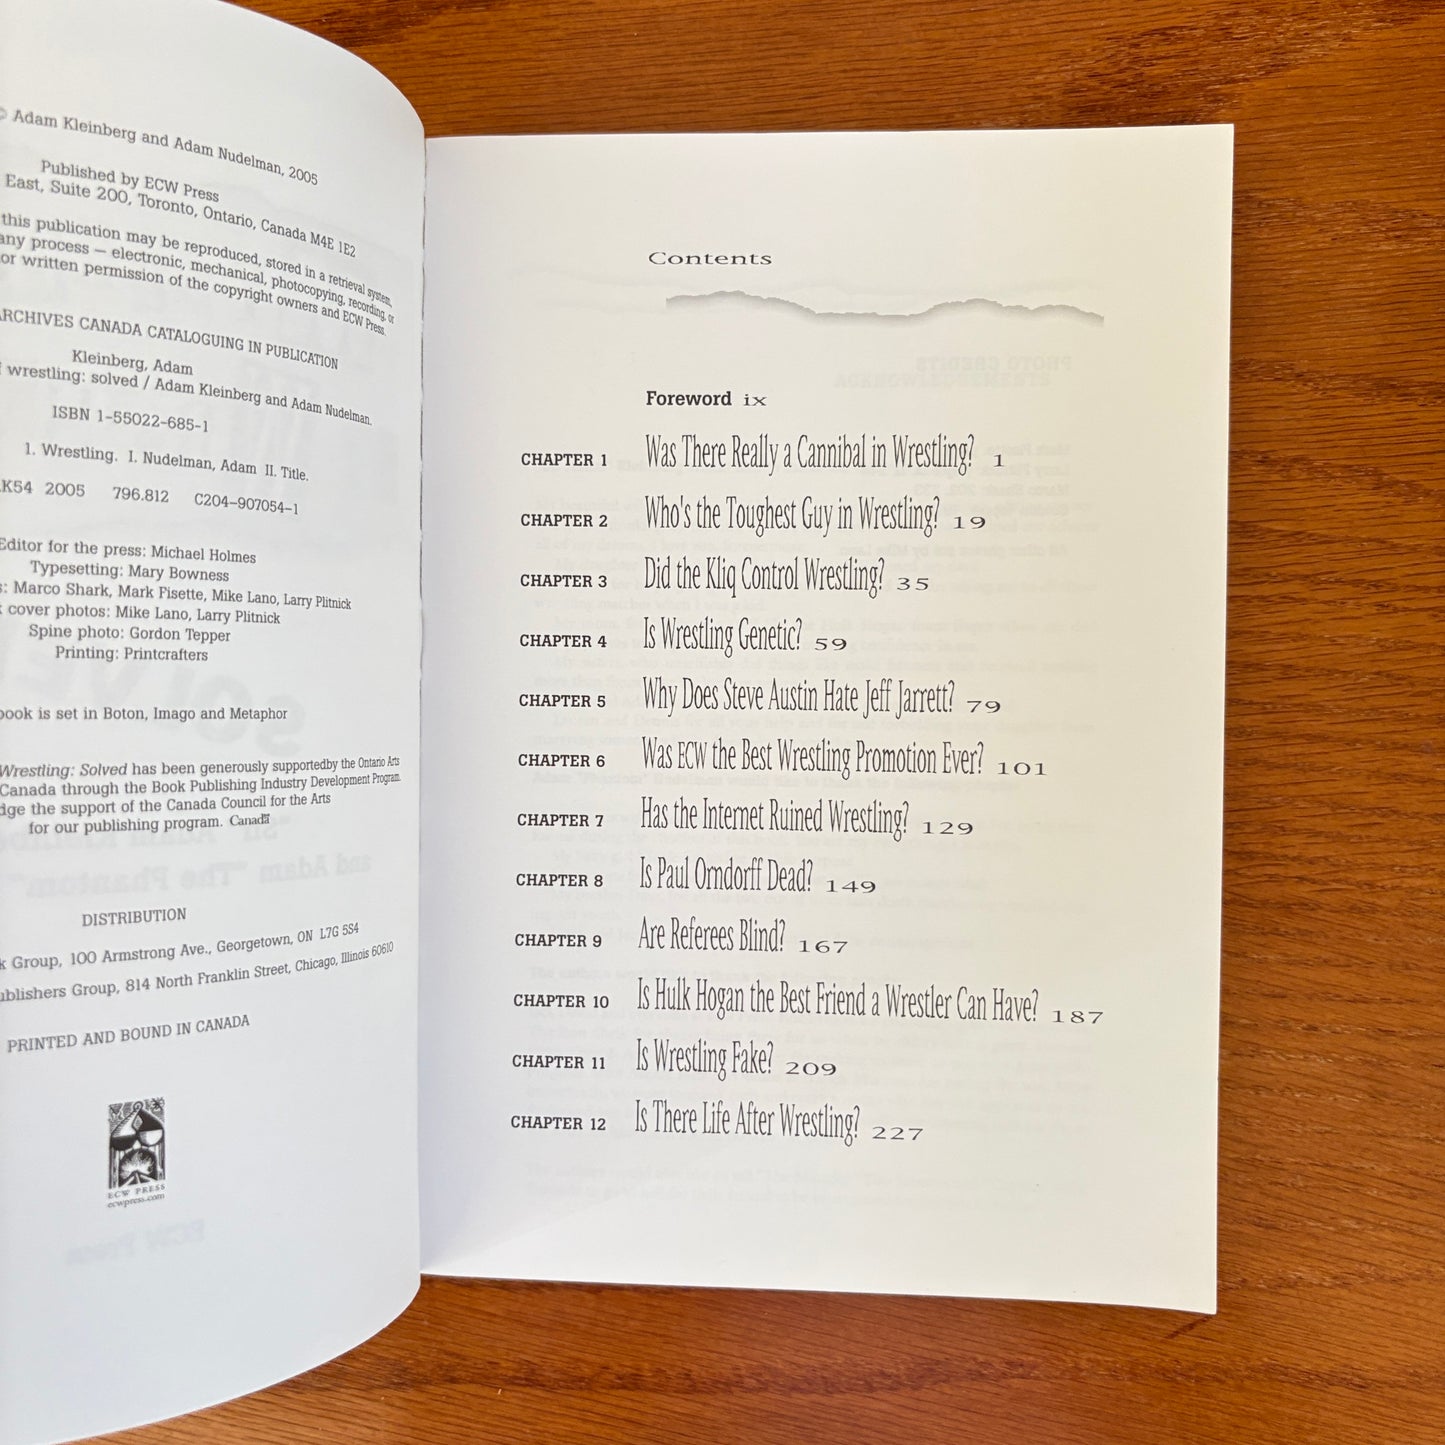 © Adam Kleinberg and Adam Nudelman, 2005
Published by ECW Press
East, Suite 200, Toronto, Ontario, Canada M4E 1E2
this publication may be reproduced, stored in a retrieval system,
any process — electronic, mechanical, photocopying, recording, or
or written permission of the copyright owners and ECW Press.
ARCHIVES CANADA CATALOGUING IN PUBLICATION
Kleinberg, Adam
wrestling: solved / Adam Kleinberg and Adam Nudelman.
ISBN 1-55022-685-1
1. Wrestling. I. Nudelman, Adam II. Title.
2005 796.812 C204-907054-1
Editor for the press: Michael Holmes
Typesetting: Mary Bowness
Marco Shark, Mark Fisette, Mike Lano, Larry Plitnick
cover photos: Mike Lano, Larry Plitnick
Spine photo: Gordon Tepper
Printing: Printcrafters
book is set in Boton, Imago and Metaphor
Wrestling: Solved has been generously supportedby the Ontario Arts
Canada through the Book Publishing Industry Development Program.
the support of the Canada Council for the Arts
for our publishing program. Canada
DISTRIBUTION
Group, 100 Armstrong Ave., Georgetown, ON L7G 5S4
Group, 814 North Franklin Street, Chicago, Illinois 60610
PRINTED AND BOUND IN CANADA
ECW PRESS
ecwpress.com
Contents
Foreword ix
CHAPTER 1 Was There Really a Cannibal in Wrestling? 1
CHAPTER 2 Who's the Toughest Guy in Wrestling? 19
CHAPTER 3 Did the Kliq Control Wrestling? 35
CHAPTER 4 Is Wrestling Genetic? 59
CHAPTER 5 Why Does Steve Austin Hate Jeff Jarrett? 79
CHAPTER 6 Was ECW the Best Wrestling Promotion Ever? 101
CHAPTER 7 Has the Internet Ruined Wrestling? 129
CHAPTER 8 Is Paul Orndorff Dead? 149
CHAPTER 9 Are Referees Blind? 167
CHAPTER 10 Is Hulk Hogan the Best Friend a Wrestler Can Have? 187
CHAPTER 11 Is Wrestling Fake? 209
CHAPTER 12 Is There Life After Wrestling? 227